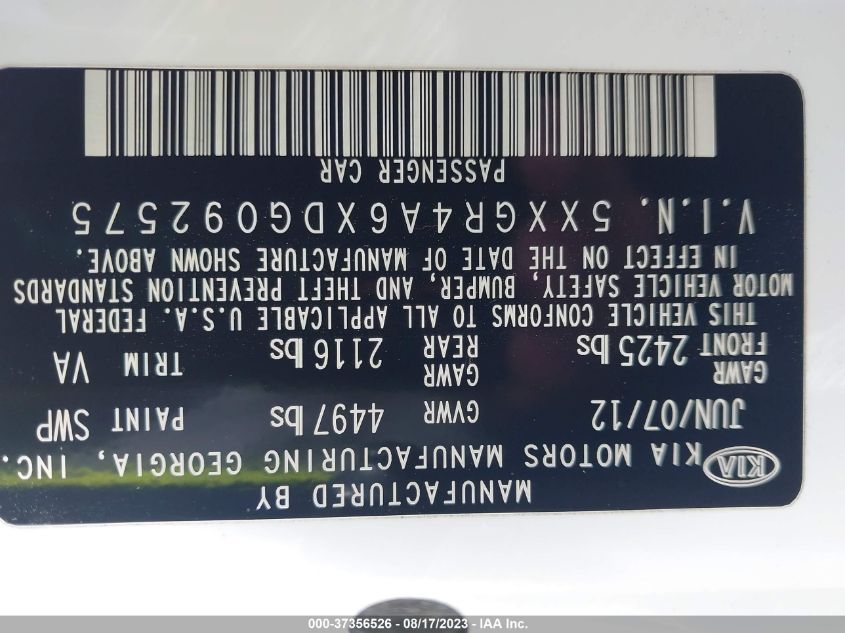 MANUFACTURED BY
KIA KIA MOTORS MANUFACTURING GEORGIA, INC.
JUN/07/12 GVWR 4497 lbs PAINT SWP
GAWR FRONT 2425 lbs GAWR REAR 2116 lbs TRIM VA
THIS VEHICLE CONFORMS TO ALL APPLICABLE U.S.A. FEDERAL
MOTOR VEHICLE SAFETY, BUMPER, AND THEFT PREVENTION STANDARDS
IN EFFECT ON THE DATE OF MANUFACTURE SHOWN ABOVE.
V.I.N. 5XXGR4A6XDG092575
PASSENGER CAR
000-37356526 - 08/17/2023 - IAA Inc.